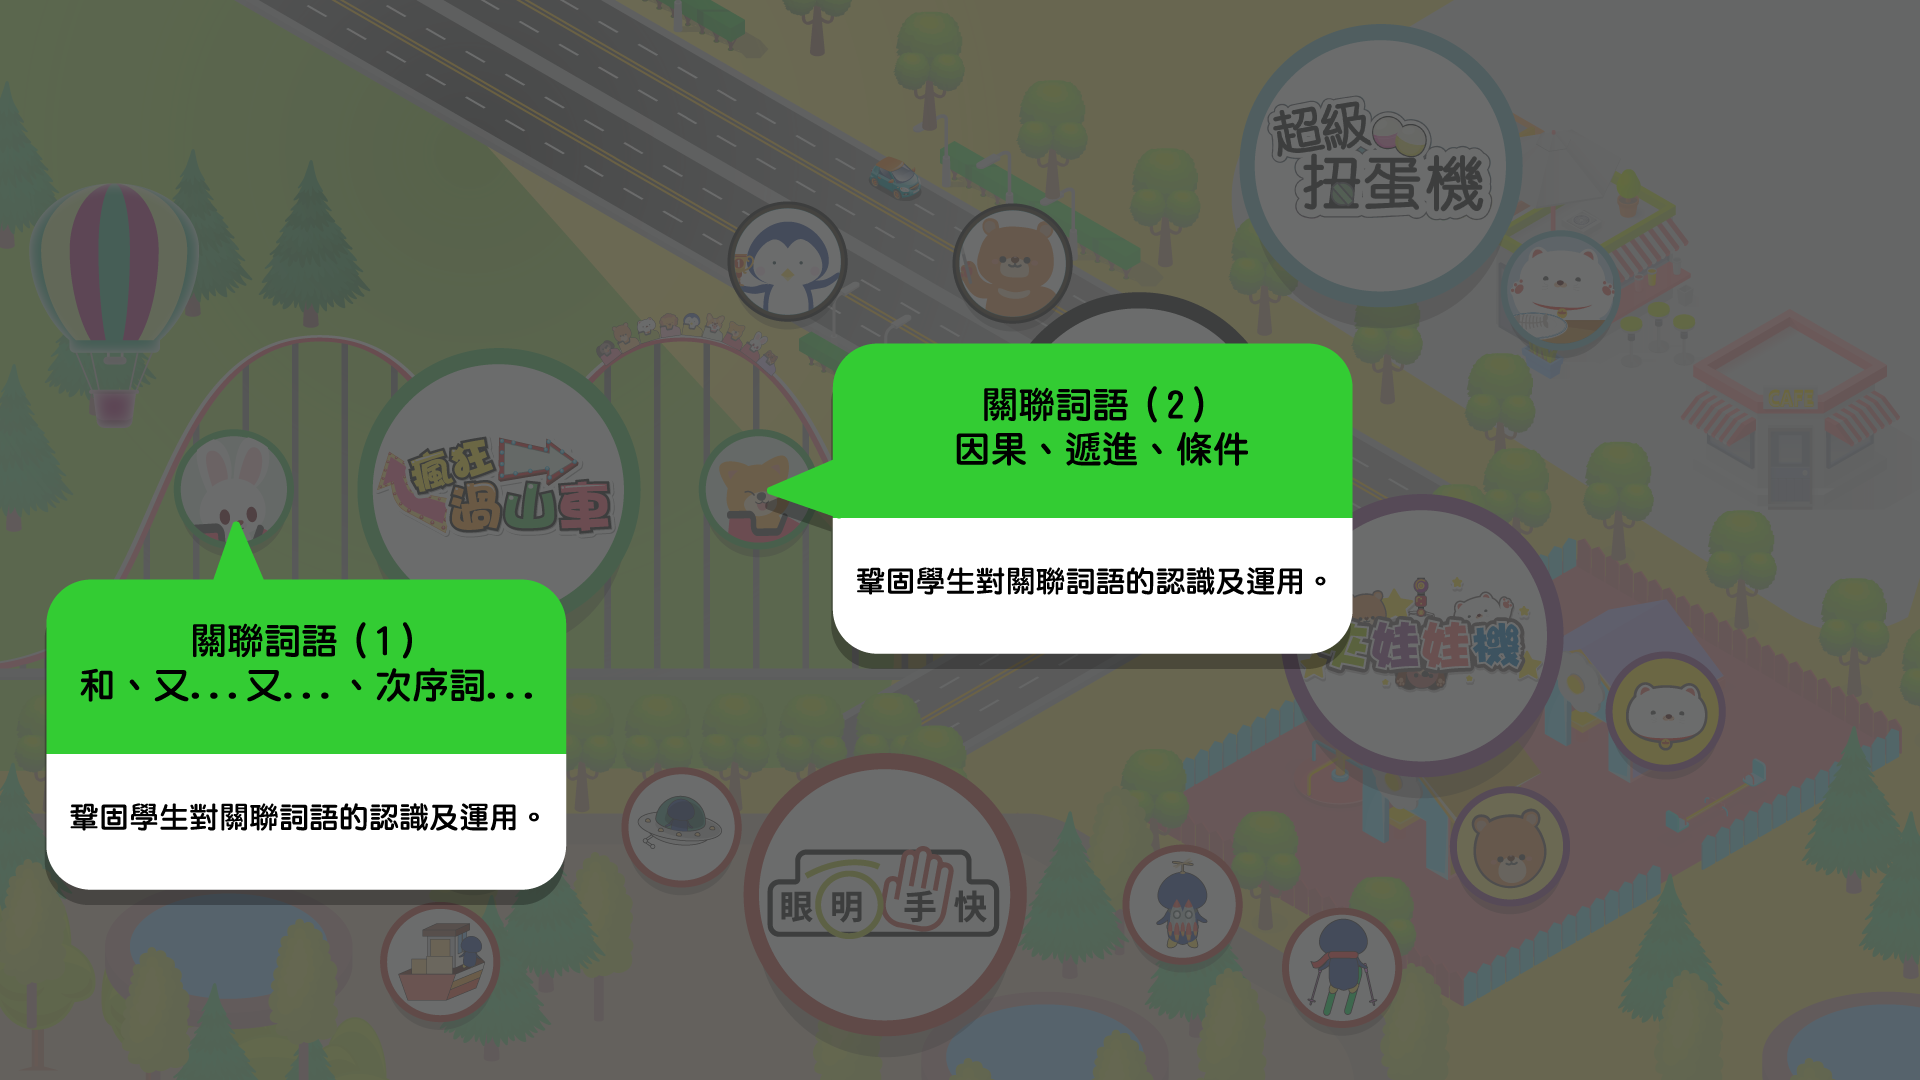 超級
扭蛋機
瘋狂
過山車
關聯詞語（2）
因果、遞進、條件
鞏固學生對關聯詞語的認識及運用。
關聯詞語（1）
和、又...又...、次序詞...
鞏固學生對關聯詞語的認識及運用。
娃娃機
眼明手快